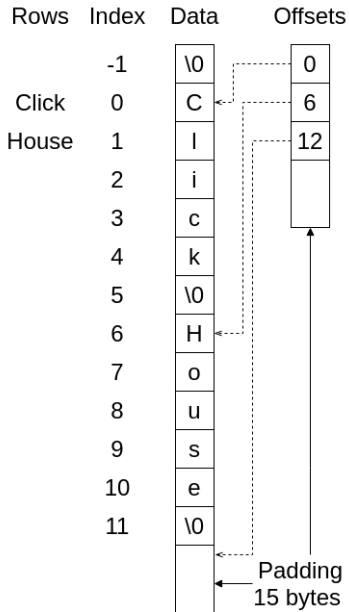 Rows Index Data Offsets
-1 \0 0
Click 0 C 6
House 1 l 12
2 i
3 c
4 k
5 \0
6 H
7 o
8 u
9 s
10 e
11 \0
Padding
15 bytes